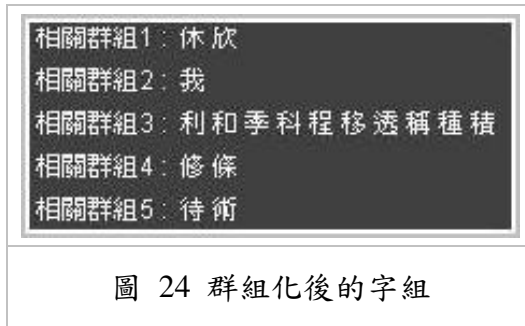 相關群組1: 休欣
相關群組2: 我
相關群組3: 利和季科程移透稱種積
相關群組4: 修條
相關群組5: 待術
圖 24 群組化後的字組